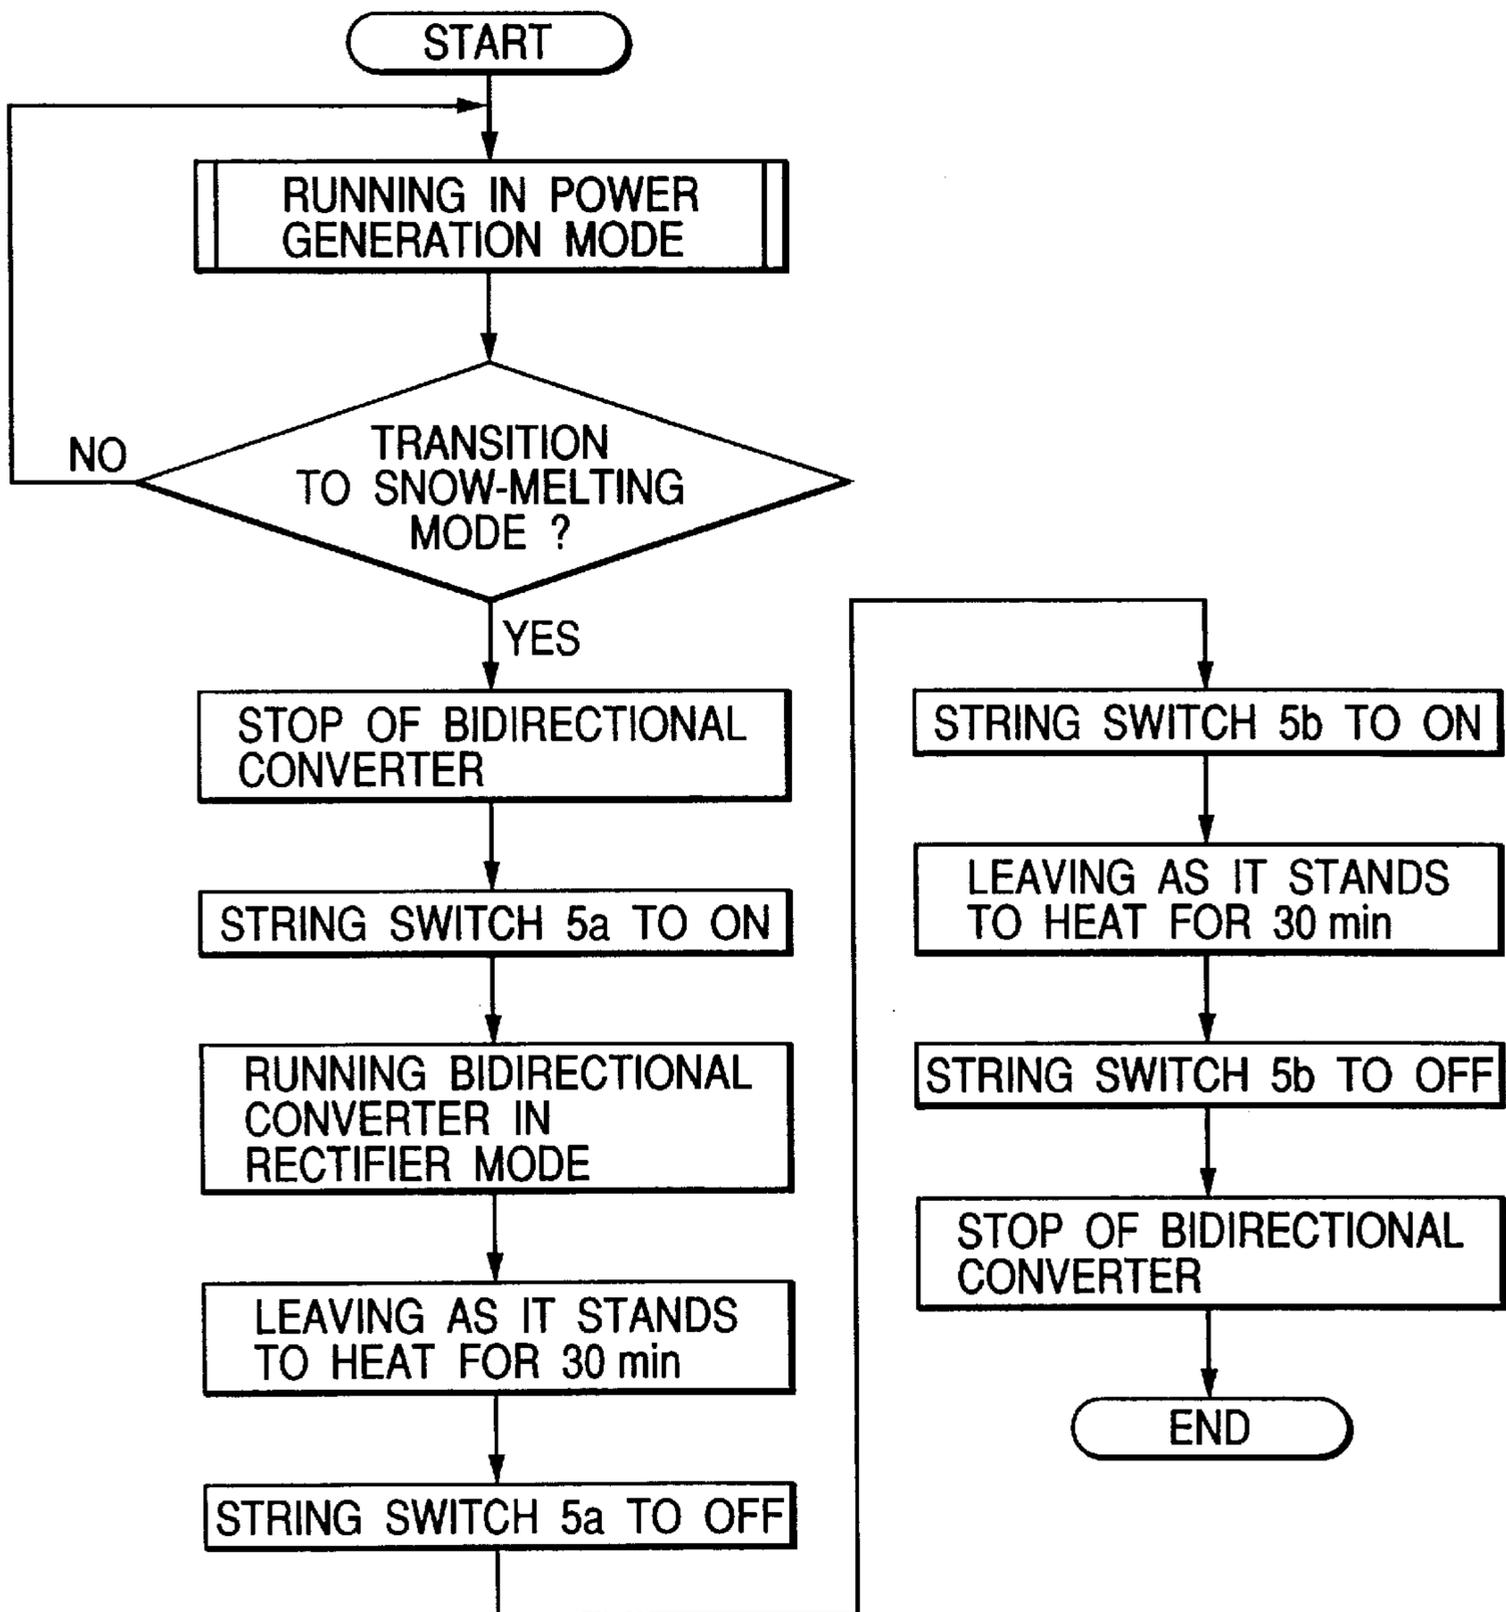 START
RUNNING IN POWER
GENERATION MODE
TRANSITION
TO SNOW-MELTING
MODE ?
NO
YES
STOP OF BIDIRECTIONAL
CONVERTER
STRING SWITCH 5a TO ON
RUNNING BIDIRECTIONAL
CONVERTER IN
RECTIFIER MODE
LEAVING AS IT STANDS
TO HEAT FOR 30 min
STRING SWITCH 5a TO OFF
STRING SWITCH 5b TO ON
LEAVING AS IT STANDS
TO HEAT FOR 30 min
STRING SWITCH 5b TO OFF
STOP OF BIDIRECTIONAL
CONVERTER
END